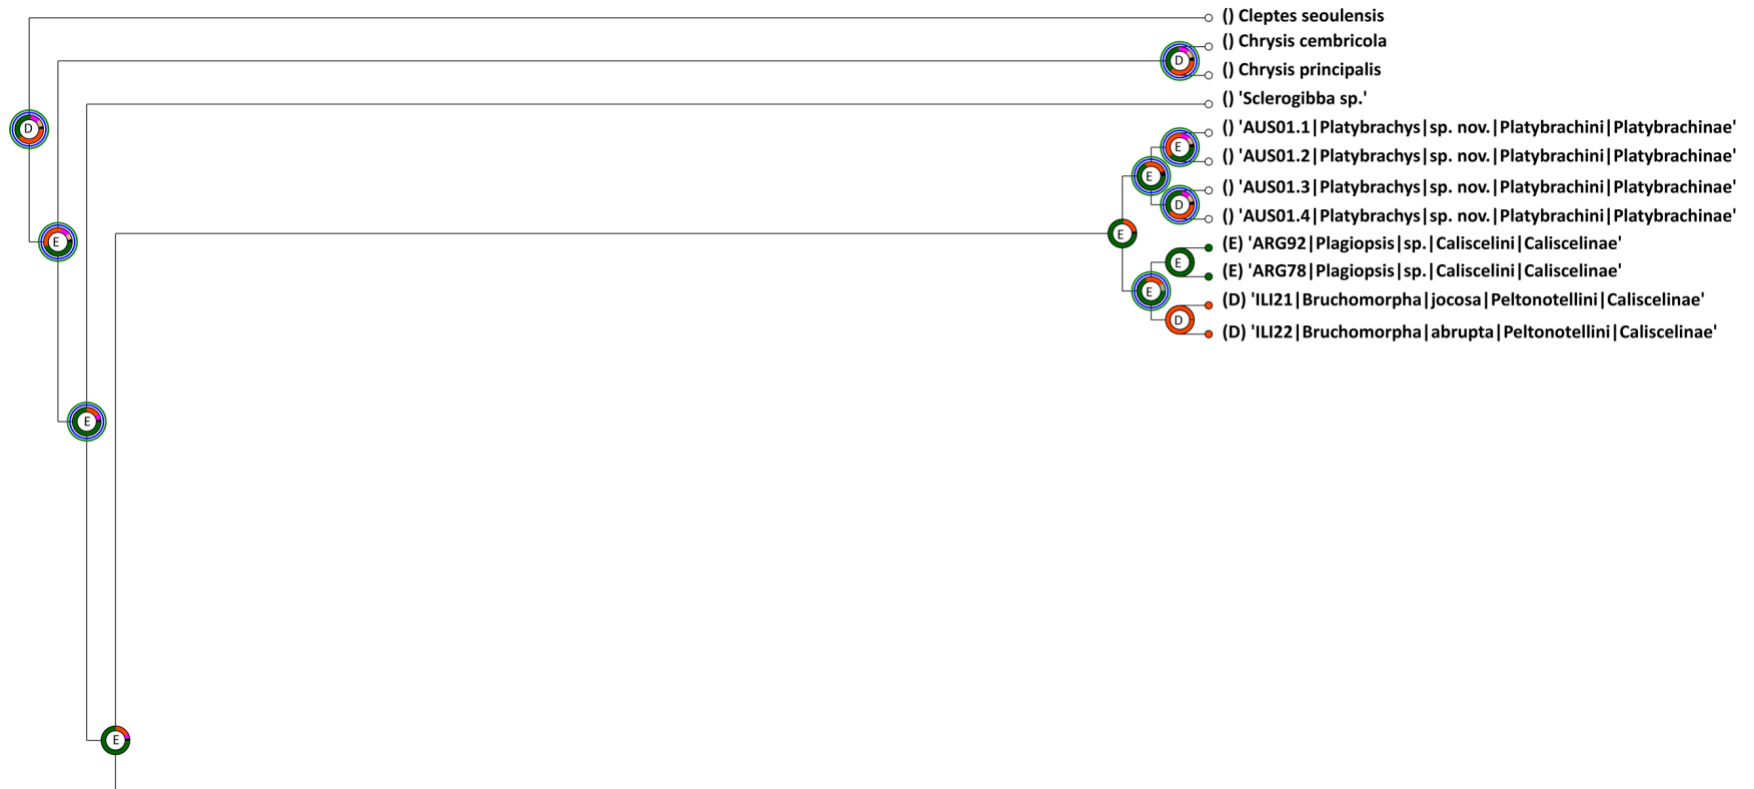 () Cleptes seoulensis
() Chrysis cembricola
D
() Chrysis principalis
() 'Sclerogibba sp.'
D
() 'AUS01.1|Platybrachys|sp. nov.|Platybrachini|Platybrachinae'
E
() 'AUS01.2|Platybrachys|sp. nov.|Platybrachini|Platybrachinae'
E
() 'AUS01.3|Platybrachys|sp. nov.|Platybrachini|Platybrachinae'
D
() 'AUS01.4|Platybrachys|sp. nov.|Platybrachini|Platybrachinae'
E
E
(E) 'ARG92|Plagiopsis|sp.|Caliscelini|Caliscelinae'
E
(E) 'ARG78|Plagiopsis|sp.|Caliscelini|Caliscelinae'
E
(D) 'ILI21|Bruchomorpha|jocosa|Peltonotellini|Caliscelinae'
D
(D) 'ILI22|Bruchomorpha|abrupta|Peltonotellini|Caliscelinae'
E
E